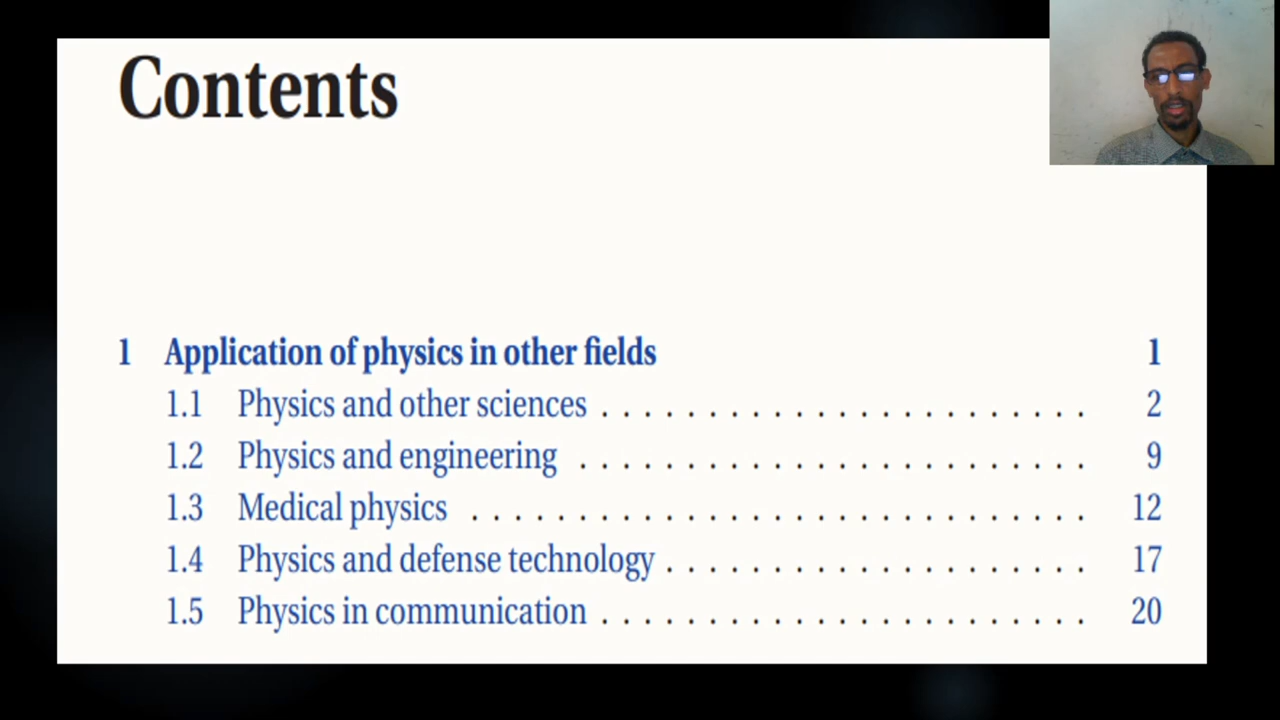 Contents
1 Application of physics in other fields 1
1.1 Physics and other sciences . . . . . . . . . . . . . . . . . . . . . . . 2
1.2 Physics and engineering . . . . . . . . . . . . . . . . . . . . . . . . 9
1.3 Medical physics . . . . . . . . . . . . . . . . . . . . . . . . . . . . . 12
1.4 Physics and defense technology . . . . . . . . . . . . . . . . . . . . 17
1.5 Physics in communication . . . . . . . . . . . . . . . . . . . . . . . 20